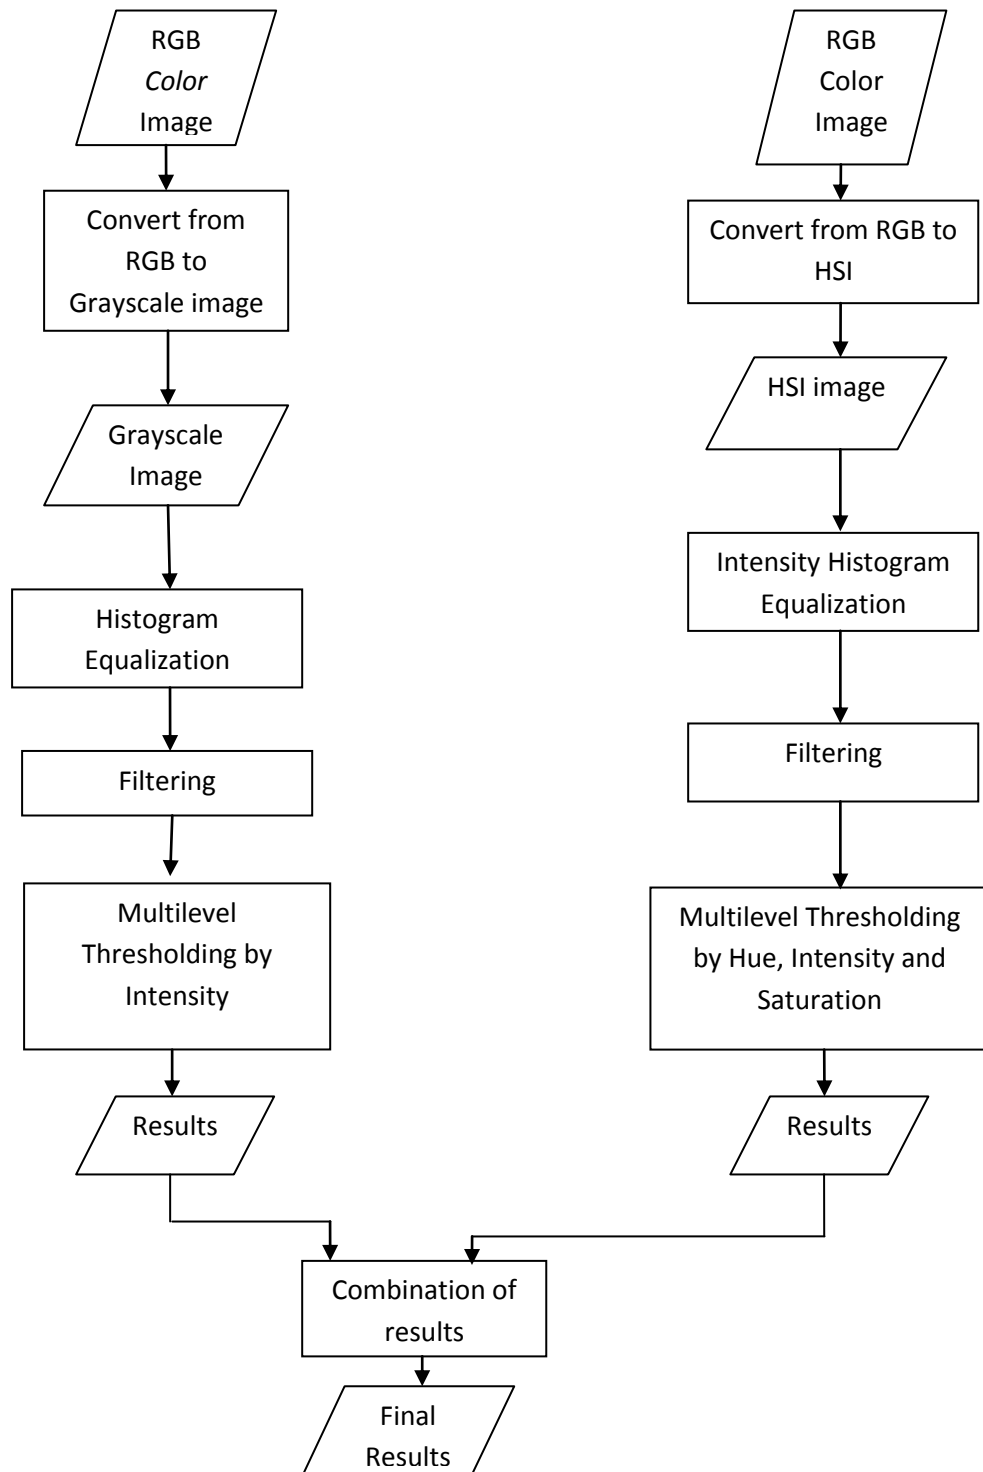 RGB
Color
Image
Convert from
RGB to
Grayscale image
Grayscale
Image
Histogram
Equalization
Filtering
Multilevel
Thresholding by
Intensity
Results
RGB
Color
Image
Convert from RGB to
HSI
HSI image
Intensity Histogram
Equalization
Filtering
Multilevel Thresholding
by Hue, Intensity and
Saturation
Results
Combination of
results
Final
Results